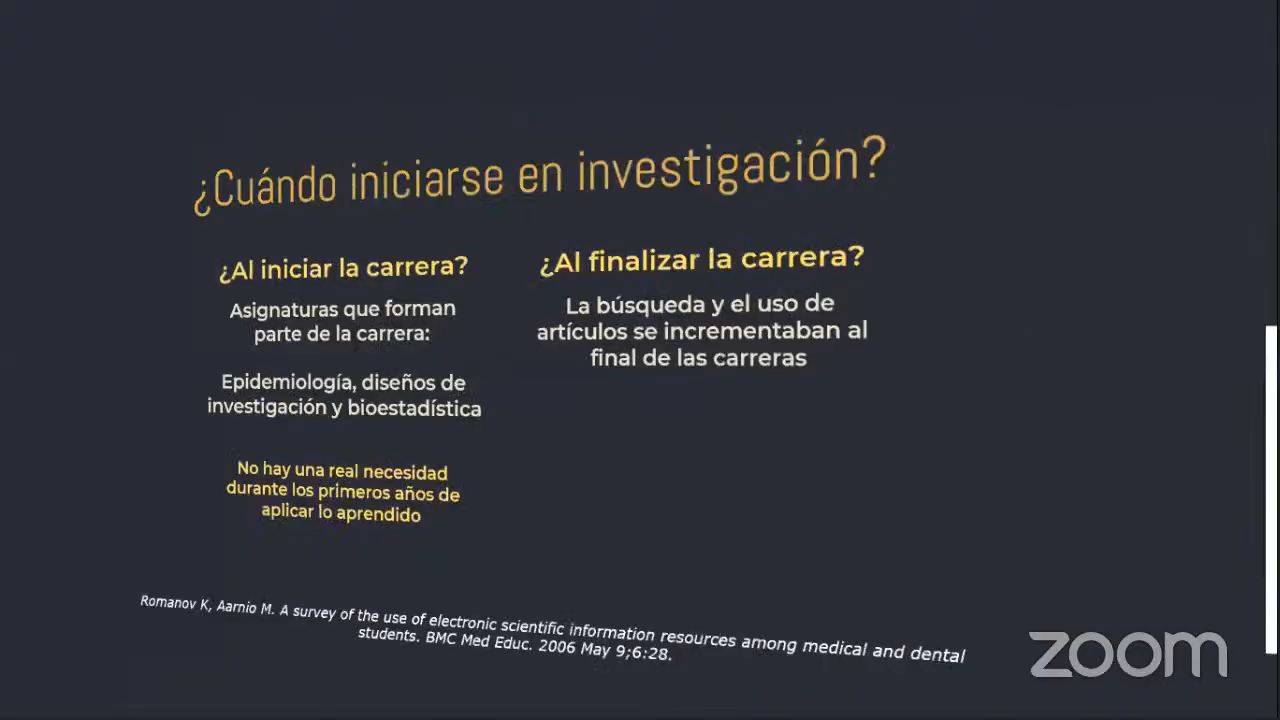 ¿Cuándo iniciarse en investigación?
¿Al iniciar la carrera?
Asignaturas que forman
parte de la carrera:
Epidemiología, diseños de
investigación y bioestadística
No hay una real necesidad
durante los primeros años de
aplicar lo aprendido
¿Al finalizar la carrera?
La búsqueda y el uso de
artículos se incrementaban al
final de las carreras
Romanov K, Aarnio M. A survey of the use of electronic scientific information resources among medical and dental
students. BMC Med Educ. 2006 May 9;6:28.
zoom